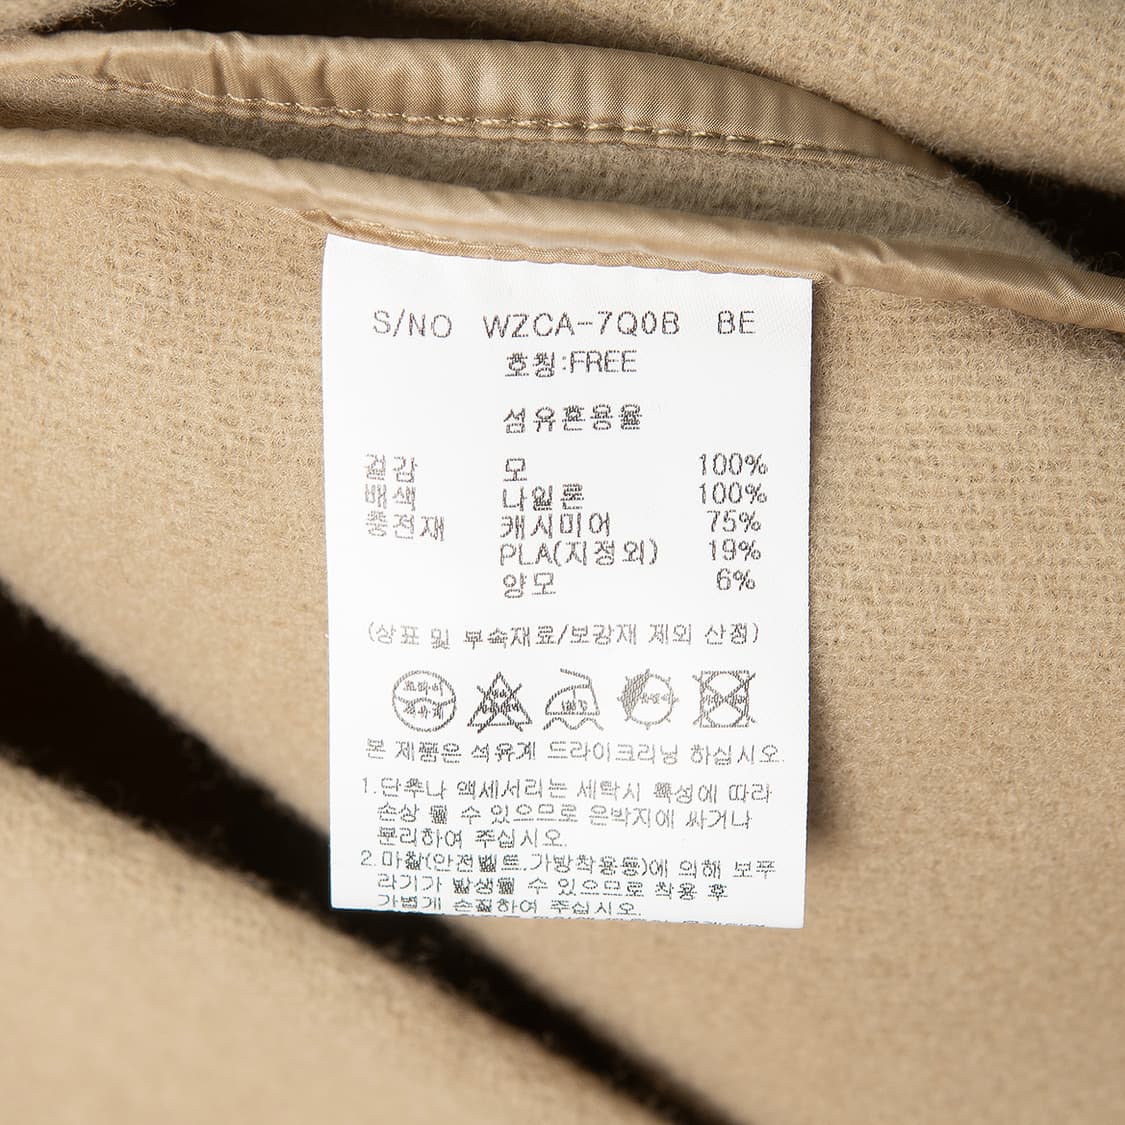 S/NO WZCA-7Q0B BE
호칭:FREE
섬유혼용율
겉감 모 100%
배색 나일론 100%
충전재 캐시미어 75%
PLA(지정외) 19%
양모 6%
(상표 및 부속재료/보강재 제외 산정)
드라이
석유계
본 제품은 석유계 드라이크리닝 하십시오.
1.단추나 액세서리는 세탁시 특성에 따라
손상 될 수 있으므로 은박지에 싸거나
분리하여 주십시오.
2.마찰(안전벨트.가방착용등)에 의해 보푸
라기가 발생될 수 있으므로 착용 후
가볍게 손질하여 주십시오.